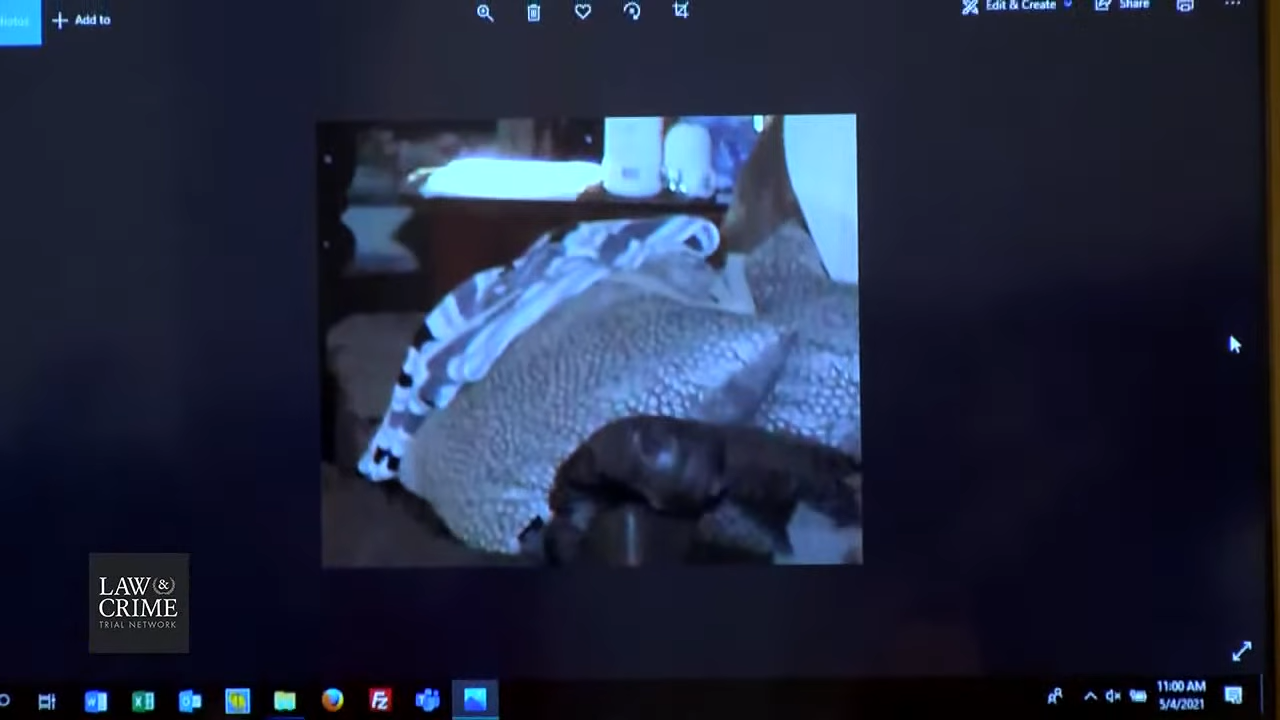 Add to
Edit & Create
Share
LAW &
CRIME
TRIAL NETWORK
11:00 AM
5/4/2021